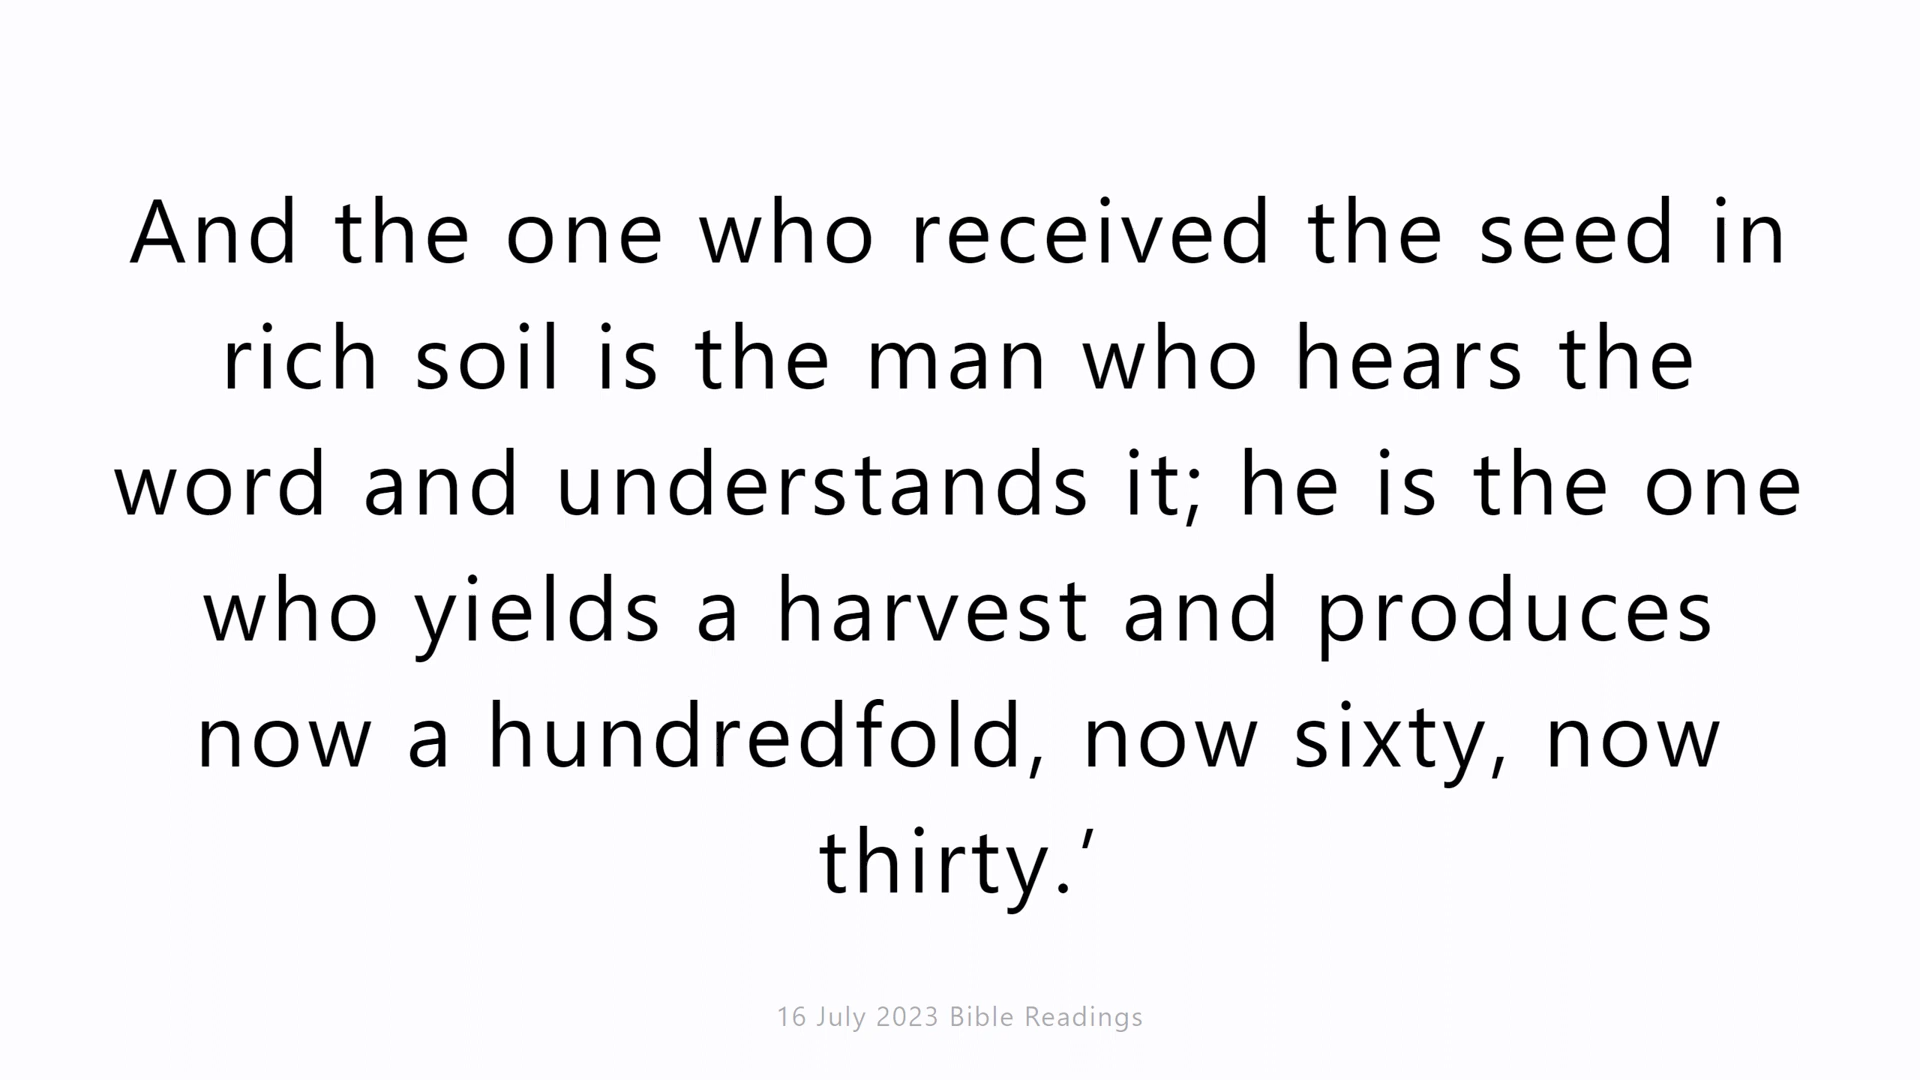 And the one who received the seed in
rich soil is the man who hears the
word and understands it; he is the one
who yields a harvest and produces
now a hundredfold, now sixty, now
thirty.’
16 July 2023 Bible Readings